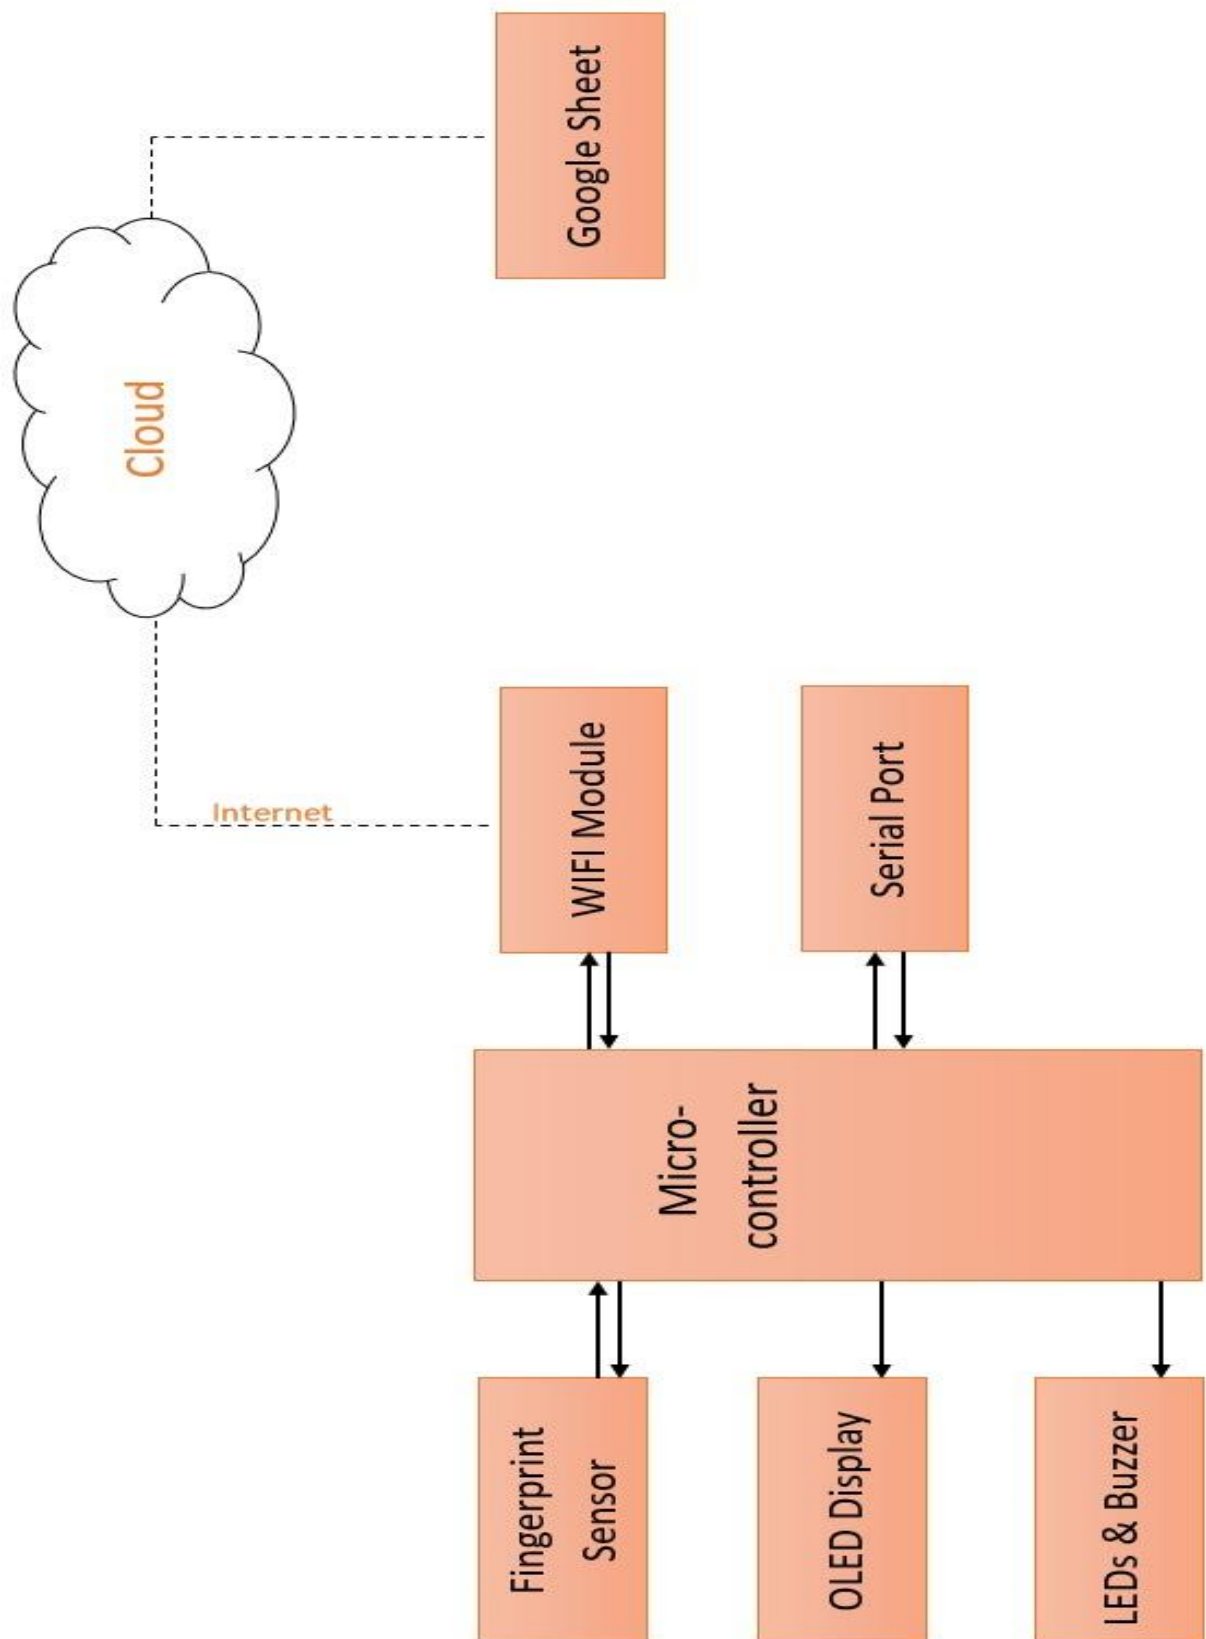 Cloud
Google Sheet
Internet
Fingerprint
Sensor
Micro-
controller
WIFI Module
OLED Display
Serial Port
LEDs & Buzzer